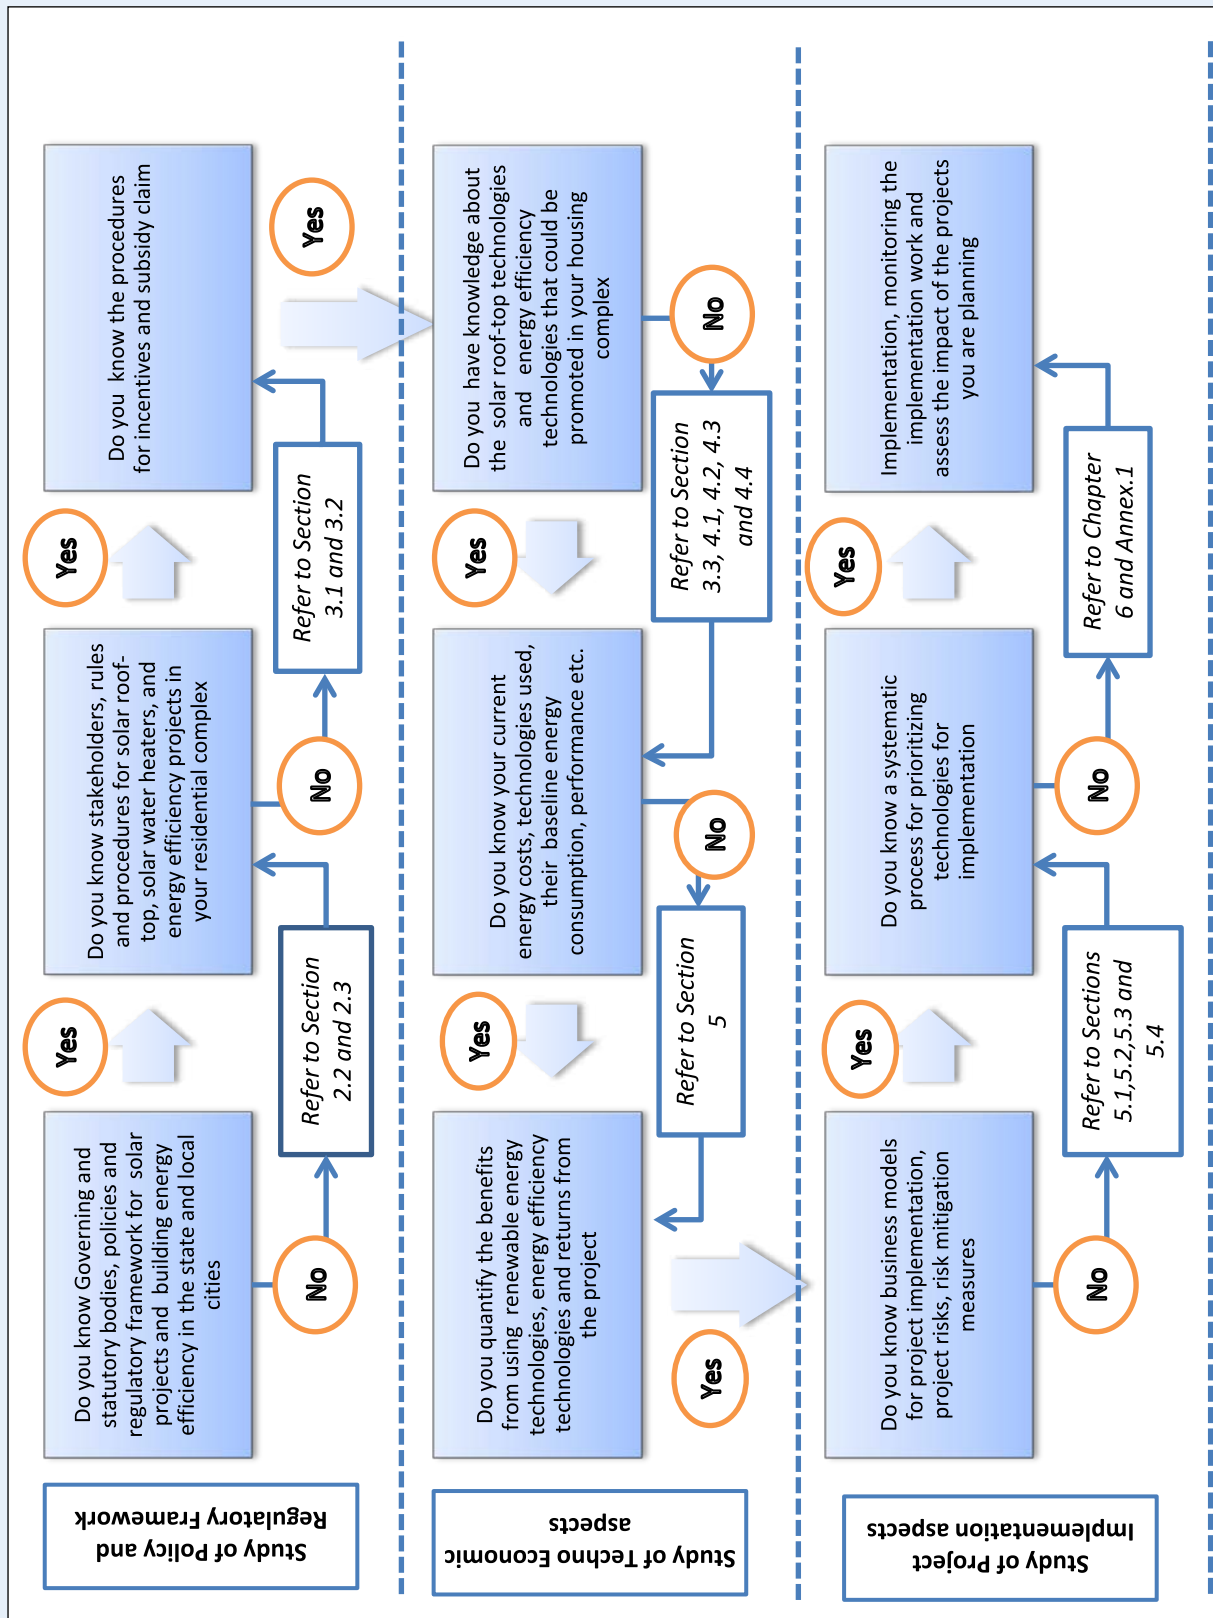 Study of Policy and
Regulatory Framework
Do you know Governing and
statutory bodies, policies and
regulatory framework for solar
projects and building energy
efficiency in the state and local
cities
No
Refer to Section
2.2 and 2.3
Yes
Do you know stakeholders, rules
and procedures for solar roof-
top, solar water heaters, and
energy efficiency projects in
your residential complex
No
Refer to Section
3.1 and 3.2
Yes
Do you know the procedures
for incentives and subsidy claim
Yes
Study of Techno Economic
aspects
Do you have knowledge about
the solar roof-top technologies
and energy efficiency
technologies that could be
promoted in your housing
complex
No
Refer to Section
3.3, 4.1, 4.2, 4.3
and 4.4
Yes
Do you know your current
energy costs, technologies used,
their baseline energy
consumption, performance etc.
No
Refer to Section
5
Yes
Do you quantify the benefits
from using renewable energy
technologies, energy efficiency
technologies and returns from
the project
Yes
Study of Project
Implementation aspects
Do you know business models
for project implementation,
project risks, risk mitigation
measures
No
Refer to Sections
5.1,5.2,5.3 and
5.4
Yes
Do you know a systematic
process for prioritizing
technologies for
implementation
No
Refer to Chapter
6 and Annex.1
Yes
Implementation, monitoring the
implementation work and
assess the impact of the projects
you are planning